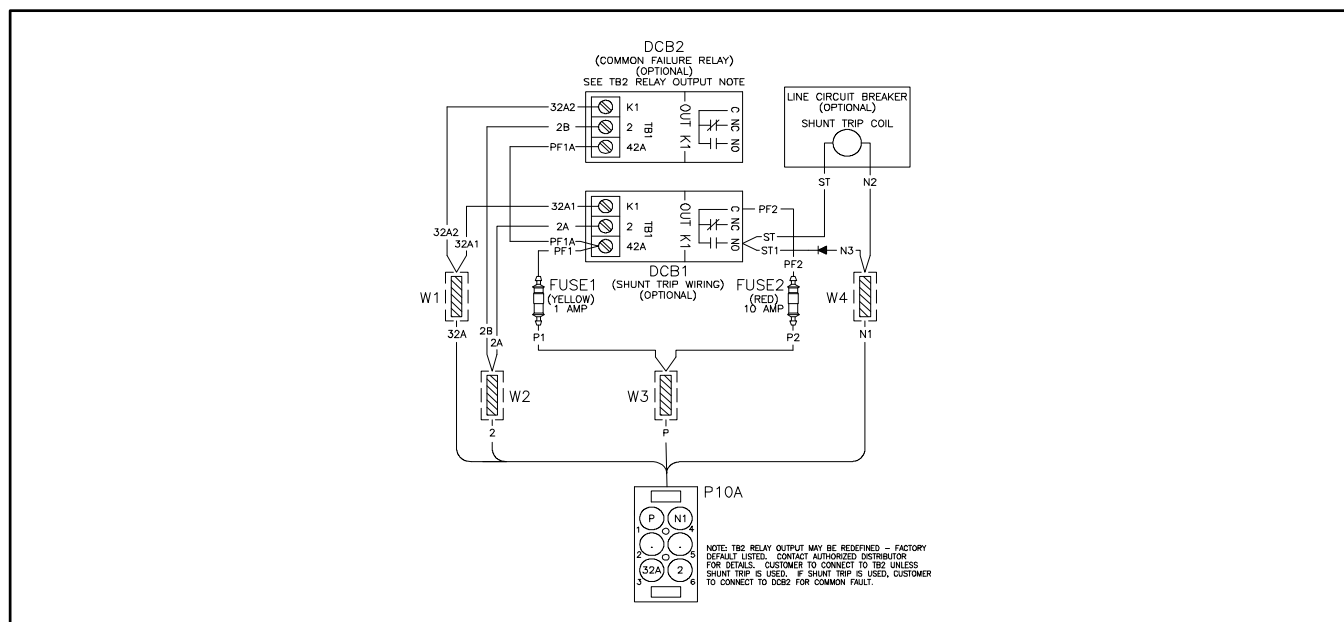 DCB2
(COMMON FAILURE RELAY)
(OPTIONAL)
SEE TB2 RELAY OUTPUT NOTE
32A2
K1
2B
2
PF1A
42A
TB1
OUT K1
C
NC
NO
LINE CIRCUIT BREAKER
(OPTIONAL)
SHUNT TRIP COIL
ST
N2
32A1
K1
2A
2
PF1A
PF1
42A
TB1
OUT K1
C
NC
NO
PF2
ST
ST1
N3
PF2
32A2
32A1
DCB1
(SHUNT TRIP WIRING)
(OPTIONAL)
W1
FUSE1
(YELLOW)
1 AMP
FUSE2
(RED)
10 AMP
W4
32A
2B
2A
P1
P2
N1
W2
W3
2
P
P10A
P
N1
1
4
.
.
2
5
32A
2
3
6
NOTE: TB2 RELAY OUTPUT MAY BE REDEFINED – FACTORY
DEFAULT LISTED. CONTACT AUTHORIZED DISTRIBUTOR
FOR DETAILS. CUSTOMER TO CONNECT TO TB2 UNLESS
SHUNT TRIP IS USED. IF SHUNT TRIP IS USED, CUSTOMER
TO CONNECT TO DCB2 FOR COMMON FAULT.